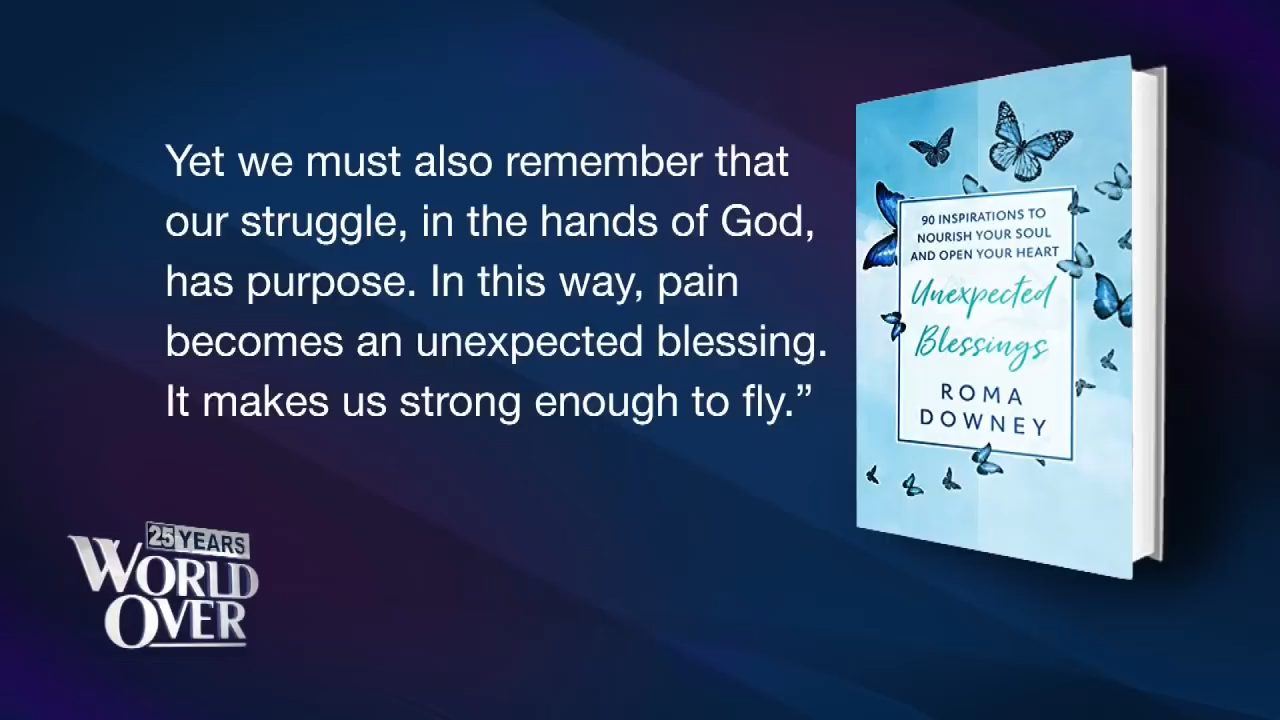 Yet we must also remember that
our struggle, in the hands of God,
has purpose. In this way, pain
becomes an unexpected blessing.
It makes us strong enough to fly.”
90 INSPIRATIONS TO
NOURISH YOUR SOUL
AND OPEN YOUR HEART
Unexpected
Blessings
ROMA
DOWNEY
25 YEARS
WORLD
OVER